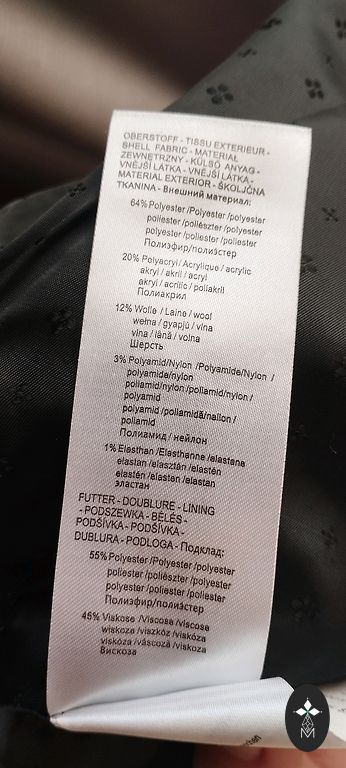 OBERSTOFF - TISSU EXTERIEUR -
SHELL FABRIC - MATERIAŁ
ZEWNĘTRZNY - KÜLSŐ ANYAG -
VNĚJŠÍ LÁTKA - VNEJŠÍ LÁTKA -
MATERIAL EXTERIOR - ŠKOLJČNA
TKANINA - Внешний материал:
64% Polyester /Polyester /polyester
poliester /poliészter /polyester
polyester /poliester /poliester
Полиэфир/полиэстер
20% Polyacryl / Acrylique / acrylic
akryl / akril / acryl
akryl / acrilic / poliakril
Полиакрил
12% Wolle / Laine / wool
wełna / gyapjú / vlna
vlna / lână / volna
Шерсть
3% Polyamid/Nylon /Polyamide/Nylon /
polyamide/nylon
poliamid/nylon /poliamid/nylon /
polyamid
polyamid /poliamidă/nailon /
poliamid
Полиамид / нейлон
1% Elasthan /Elasthanne /elastane
elastan /elasztán /elastén
elastén /elastan /elastan
эластан
FUTTER - DOUBLURE - LINING
- PODSZEWKA - BÉLÉS -
PODŠÍVKA - PODŠÍVKA -
DUBLURA - PODLOGA - Подклад:
55% Polyester /Polyester /polyester
poliester /poliészter /polyester
polyester /poliester /poliester
Полиэфир/полиэстер
45% Viskose /Viscose /viscose
wiskoza /viszkóz /viskóza
viskóza /vâscoză /viskoza
Вискоза